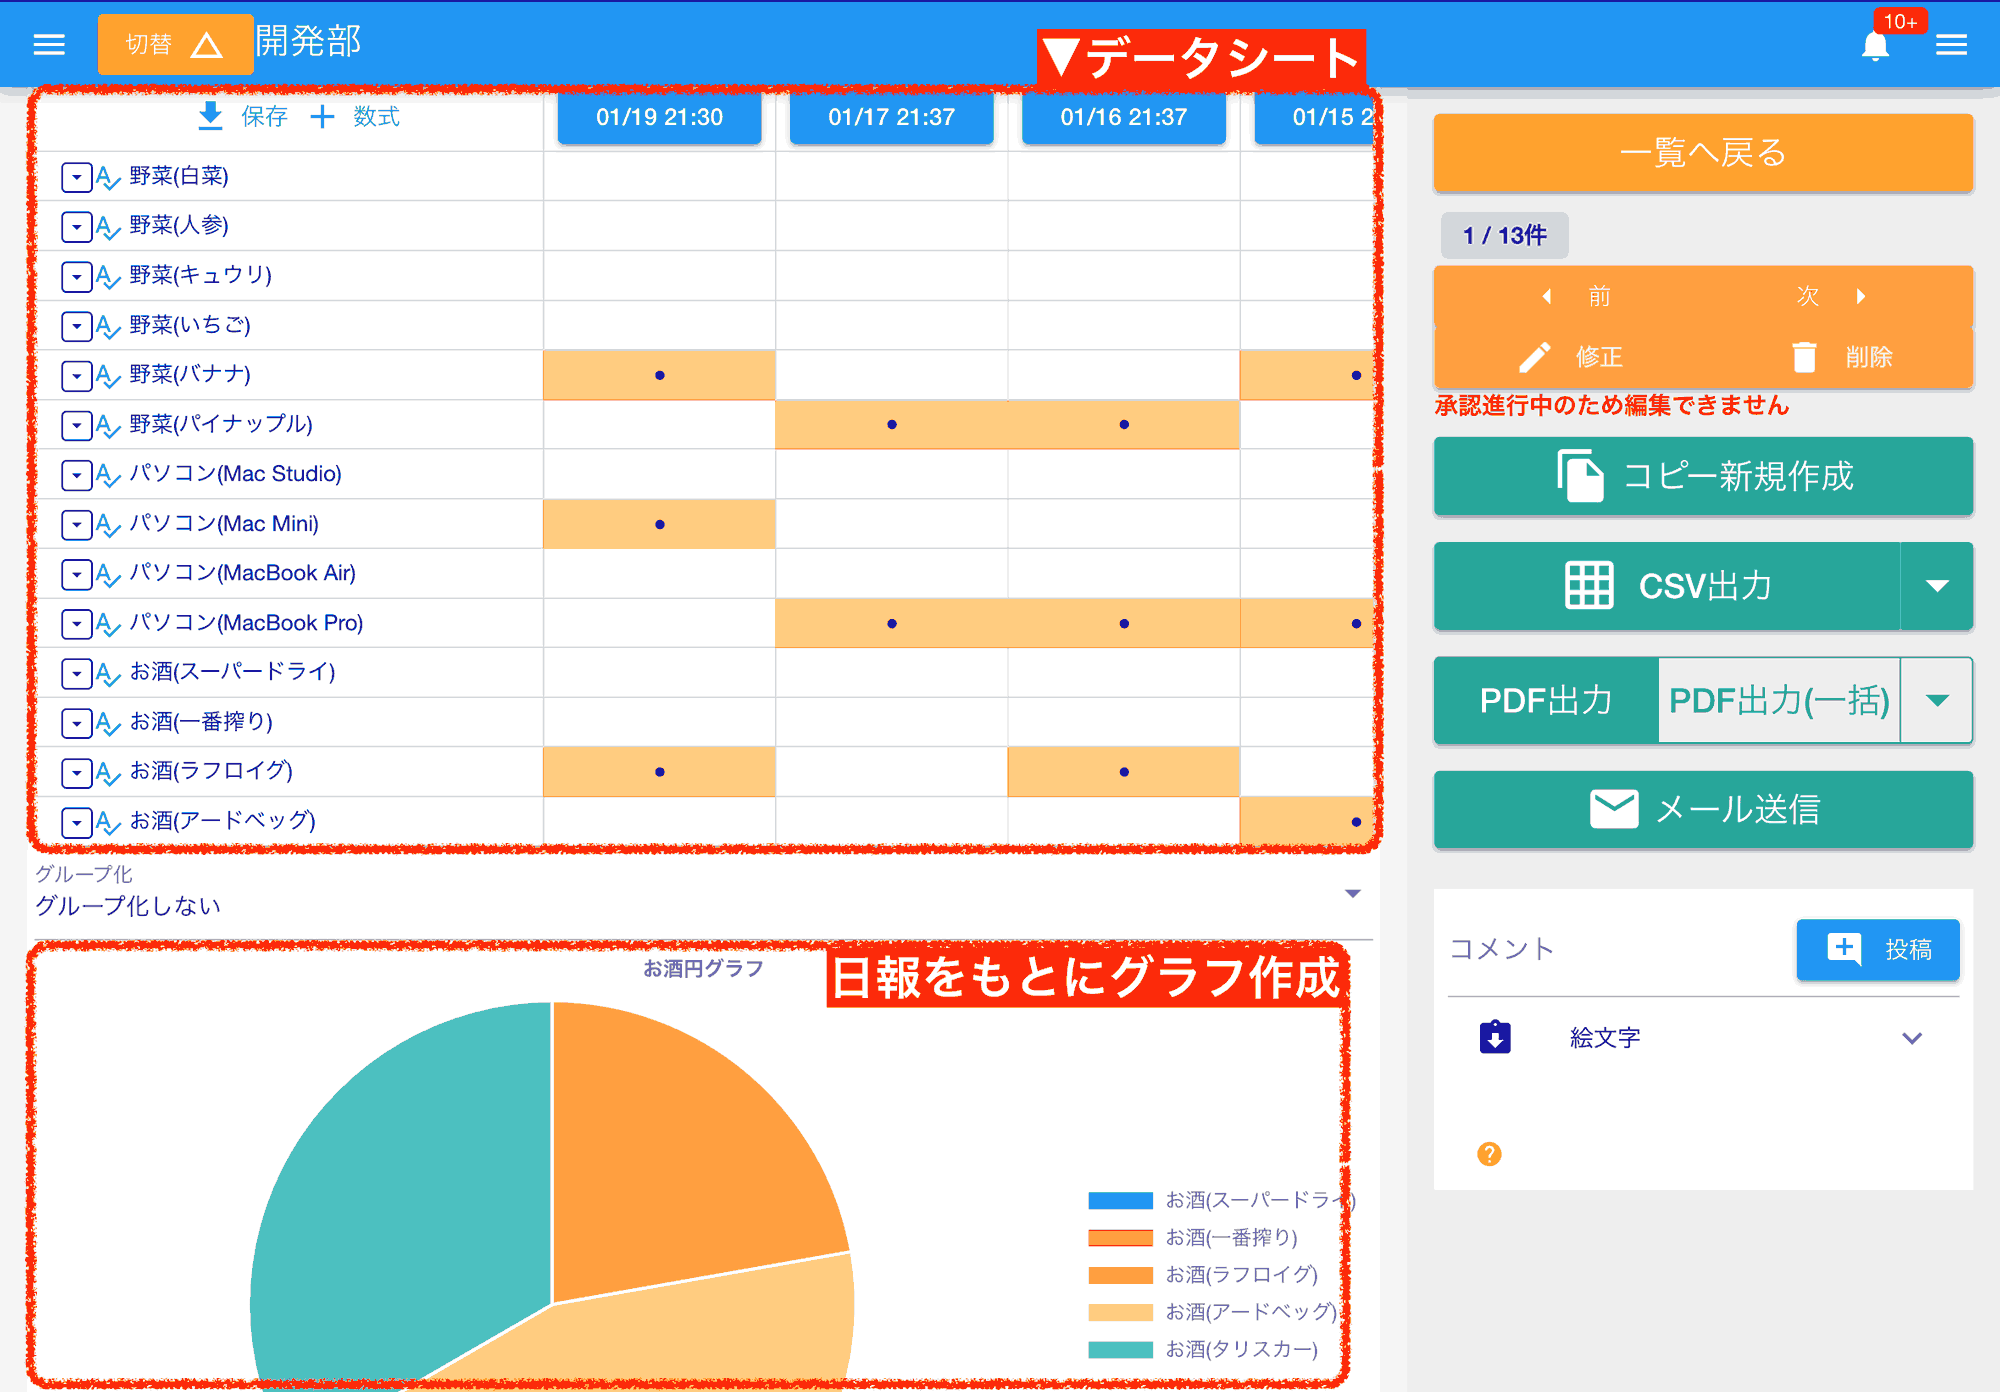 切替
開発部
▼データシート
10+
保存
数式
01/19 21:30
01/17 21:37
01/16 21:37
01/15 2
野菜(白菜)
野菜(人参)
野菜(キュウリ)
野菜(いちご)
野菜(バナナ)
野菜(パイナップル)
パソコン(Mac Studio)
パソコン(Mac Mini)
パソコン(MacBook Air)
パソコン(MacBook Pro)
お酒(スーパードライ)
お酒(一番搾り)
お酒(ラフロイグ)
お酒(アードベッグ)
グループ化
グループ化しない
お酒円グラフ
日報をもとにグラフ作成
お酒(スーパードライ)
お酒(一番搾り)
お酒(ラフロイグ)
お酒(アードベッグ)
お酒(タリスカー)
一覧へ戻る
1 / 13件
前
次
修正
削除
承認進行中のため編集できません
コピー新規作成
CSV出力
PDF出力
PDF出力(一括)
メール送信
コメント
投稿
絵文字